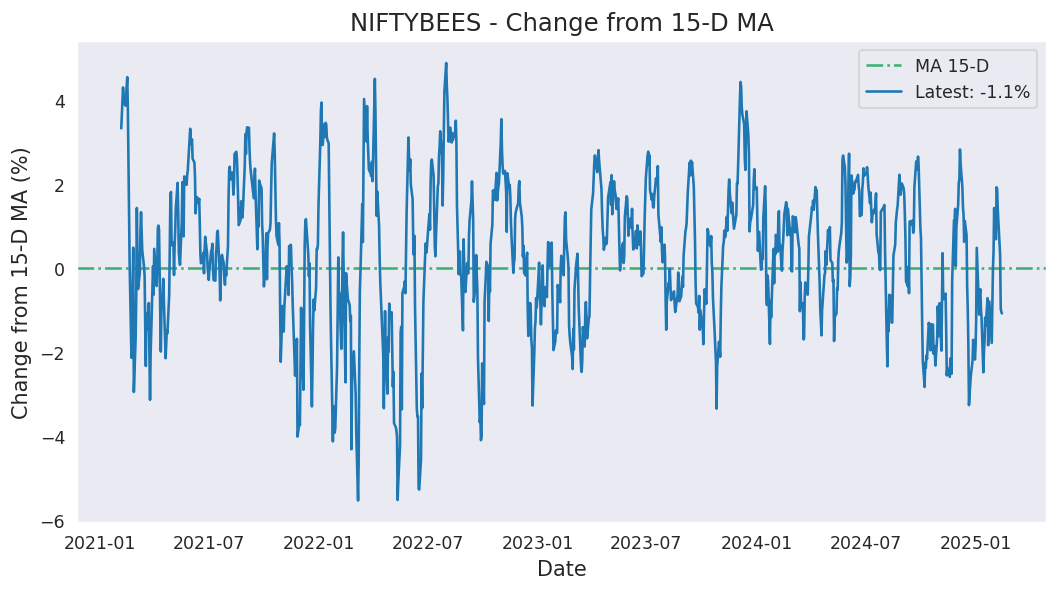 NIFTYBEES - Change from 15-D MA
MA 15-D
Latest: -1.1%
Change from 15-D MA (%)
4
2
0
−2
−4
−6
2021-01 2021-07 2022-01 2022-07 2023-01 2023-07 2024-01 2024-07 2025-01
Date